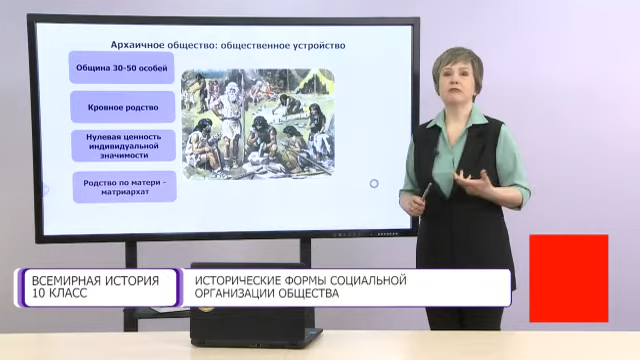 Архаичное общество: общественное устройство
Община 30-50 особей
Кровное родство
Нулевая ценность
индивидуальной
значимости
Родство по матери -
матриархат
ВСЕМИРНАЯ ИСТОРИЯ
10 КЛАСС
ИСТОРИЧЕСКИЕ ФОРМЫ СОЦИАЛЬНОЙ
ОРГАНИЗАЦИИ ОБЩЕСТВА